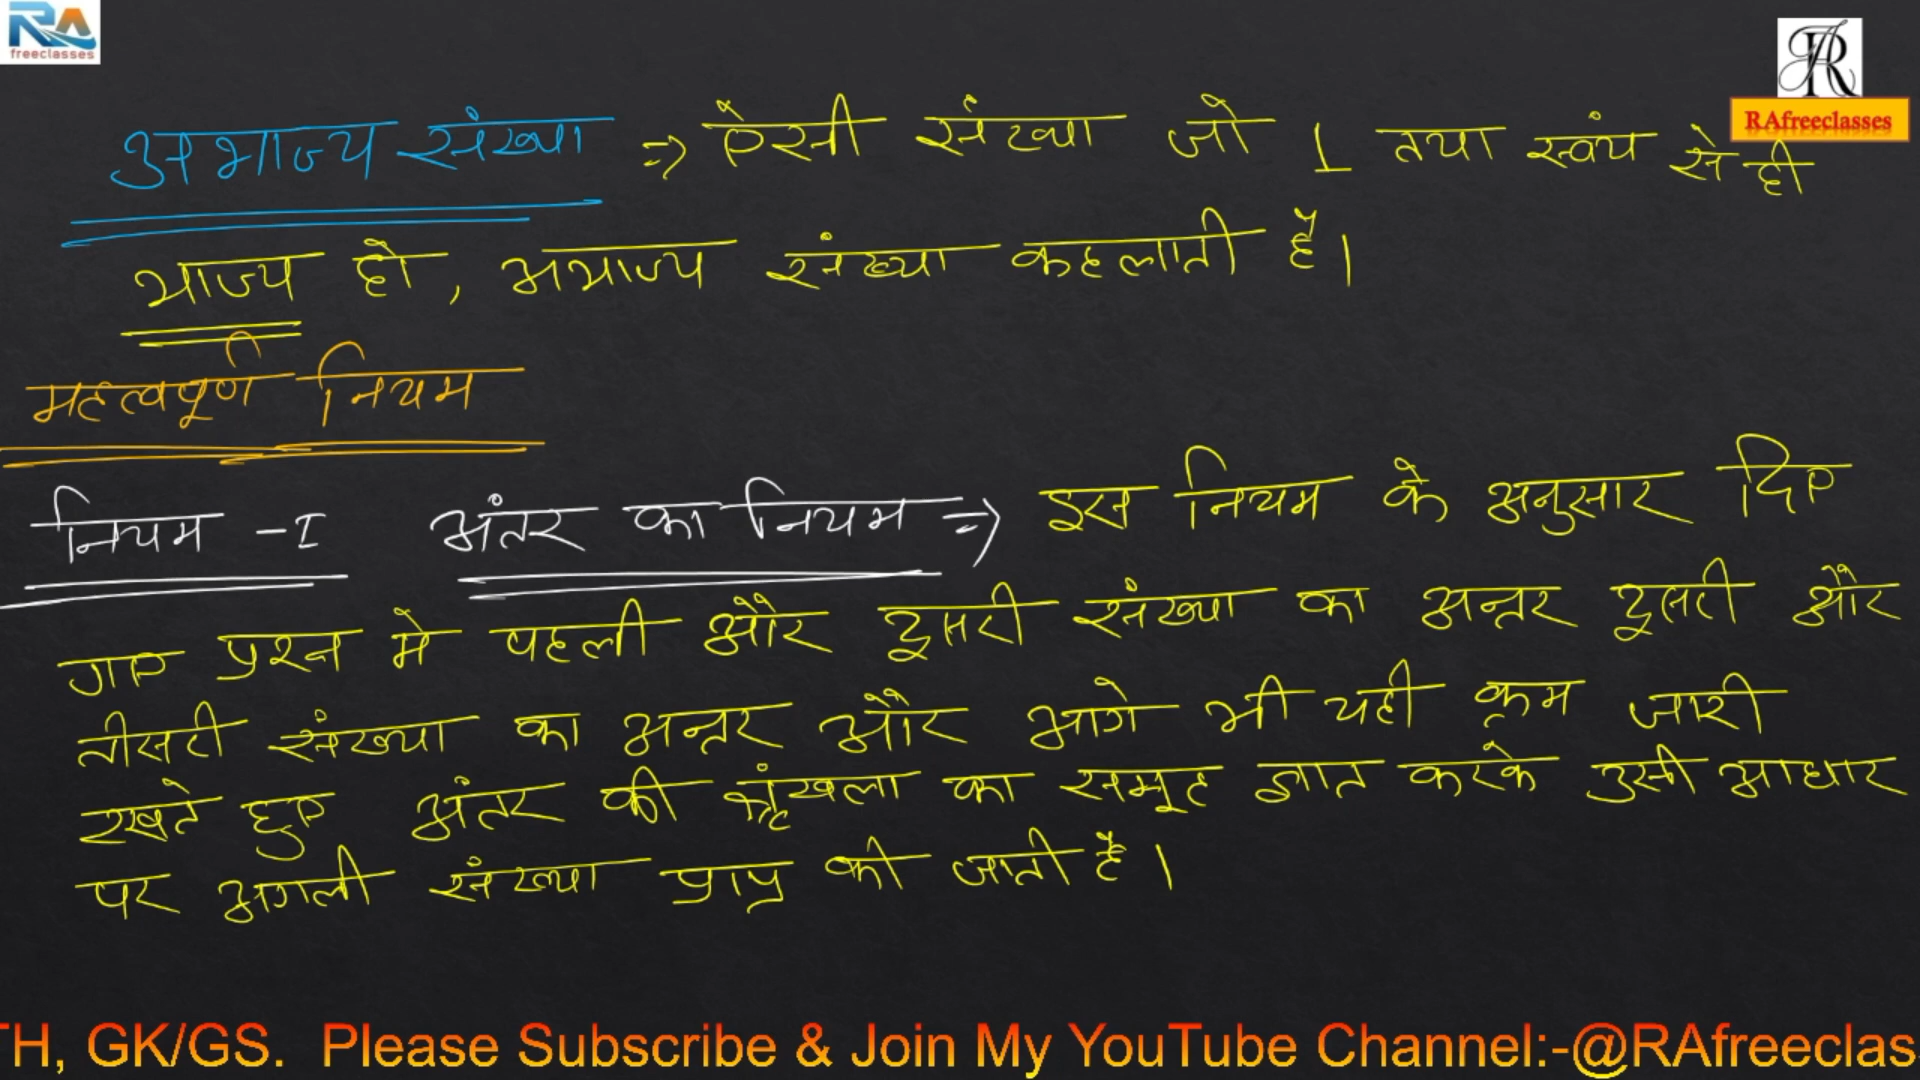 RA
freeclasses
RAfreeclasses
अभाज्य संख्या => ऐसी संख्या जो 1 तथा स्वंय से ही
भाज्य हो, अभाज्य संख्या कहलाती है।
महत्वपूर्ण नियम
नियम - I अंतर का नियम => इस नियम के अनुसार दिए
गए प्रश्न मे पहली और दुसरी संख्या का अन्तर दूसरी और
तीसरी संख्या का अन्तर और आगे भी यही क्रम जारी
रखते हुए अंतर की श्रृंखला का समूह ज्ञात करके उसी आधार
पर अगली संख्या प्राप्त की जाती है।
TH, GK/GS. Please Subscribe & Join My YouTube Channel:-@RAfreeclas